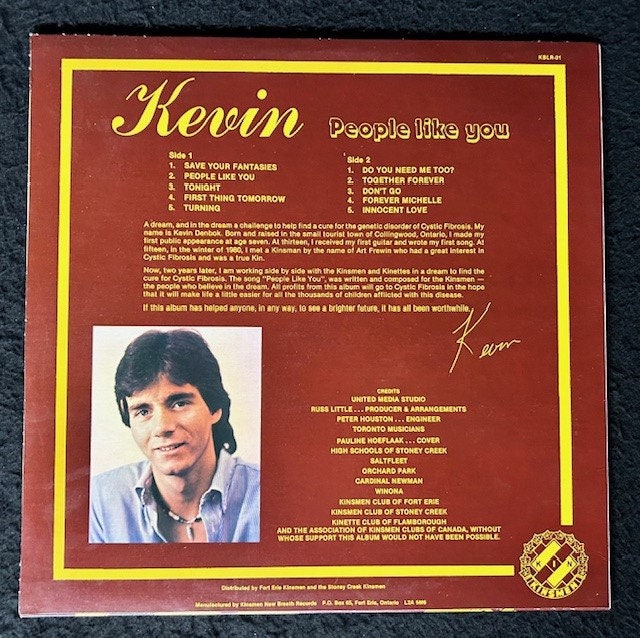 KBLR-01
Kevin People like you
Side 1
1. SAVE YOUR FANTASIES
2. PEOPLE LIKE YOU
3. TONIGHT
4. FIRST THING TOMORROW
5. TURNING
Side 2
1. DO YOU NEED ME TOO?
2. TOGETHER FOREVER
3. DON'T GO
4. FOREVER MICHELLE
5. INNOCENT LOVE
A dream, and in the dream a challenge to help find a cure for the genetic disorder of Cystic Fibrosis. My
name is Kevin Denbok. Born and raised in the small tourist town of Collingwood, Ontario, I made my
first public appearance at age seven. At thirteen, I received my first guitar and wrote my first song. At
fifteen, in the winter of 1980, I met a Kinsman by the name of Art Frewin who had a great interest in
Cystic Fibrosis and was a true Kin.
Now, two years later, I am working side by side with the Kinsmen and Kinettes in a dream to find the
cure for Cystic Fibrosis. The song "People Like You", was written and composed for the Kinsmen —
the people who believe in the dream. All profits from this album will go to Cystic Fibrosis in the hope
that it will make life a little easier for all the thousands of children afflicted with this disease.
If this album has helped anyone, in any way, to see a brighter future, it has all been worthwhile.
Kevin
CREDITS
UNITED MEDIA STUDIO
RUSS LITTLE . . . PRODUCER & ARRANGEMENTS
PETER HOUSTON . . . ENGINEER
TORONTO MUSICIANS
PAULINE HOEFLAAK . . . COVER
HIGH SCHOOLS OF STONEY CREEK
SALTFLEET
ORCHARD PARK
CARDINAL NEWMAN
WINONA
KINSMEN CLUB OF FORT ERIE
KINSMEN CLUB OF STONEY CREEK
KINETTE CLUB OF FLAMBOROUGH
AND THE ASSOCIATION OF KINSMEN CLUBS OF CANADA, WITHOUT
WHOSE SUPPORT THIS ALBUM WOULD NOT HAVE BEEN POSSIBLE.
KIN
KINSMEN
Distributed by Fort Erie Kinsmen and the Stoney Creek Kinsmen
Manufactured by Kinsmen New Breath Records P.O. Box 65, Fort Erie, Ontario L2A 5M6